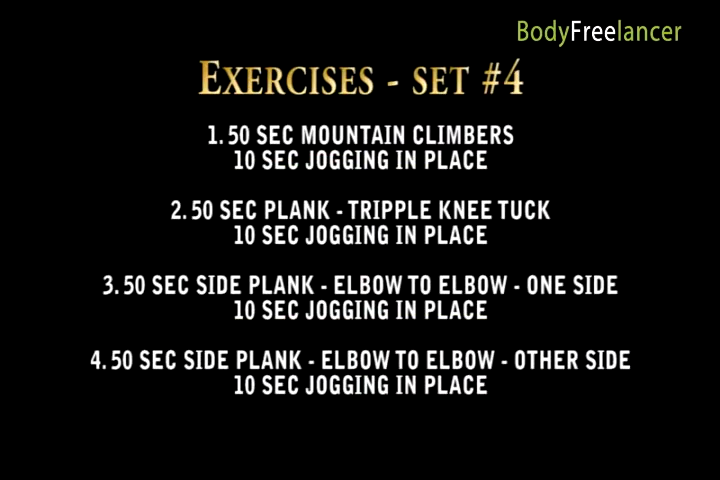 BodyFreelancer
EXERCISES - SET #4
1. 50 SEC MOUNTAIN CLIMBERS
10 SEC JOGGING IN PLACE
2. 50 SEC PLANK - TRIPPLE KNEE TUCK
10 SEC JOGGING IN PLACE
3. 50 SEC SIDE PLANK - ELBOW TO ELBOW - ONE SIDE
10 SEC JOGGING IN PLACE
4. 50 SEC SIDE PLANK - ELBOW TO ELBOW - OTHER SIDE
10 SEC JOGGING IN PLACE